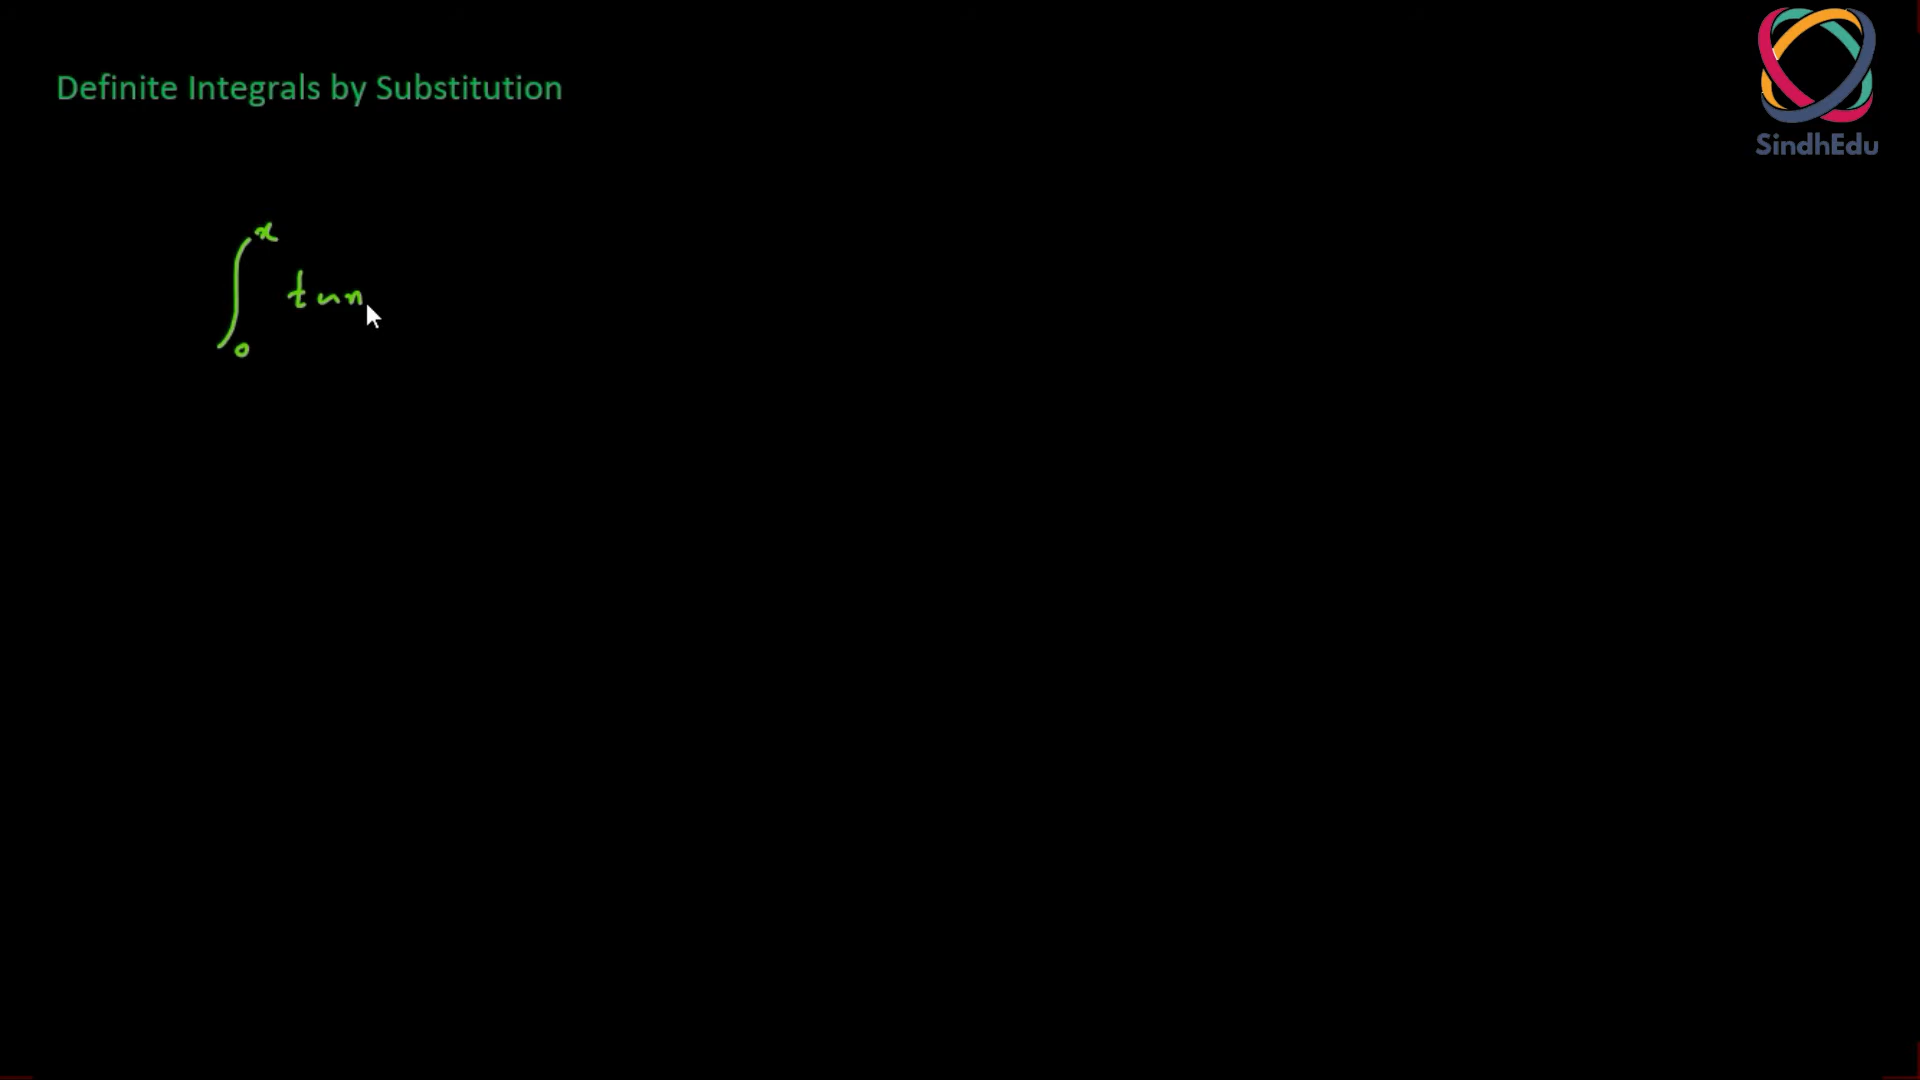 Definite Integrals by Substitution
SindhEdu
∫₀ˣ tan